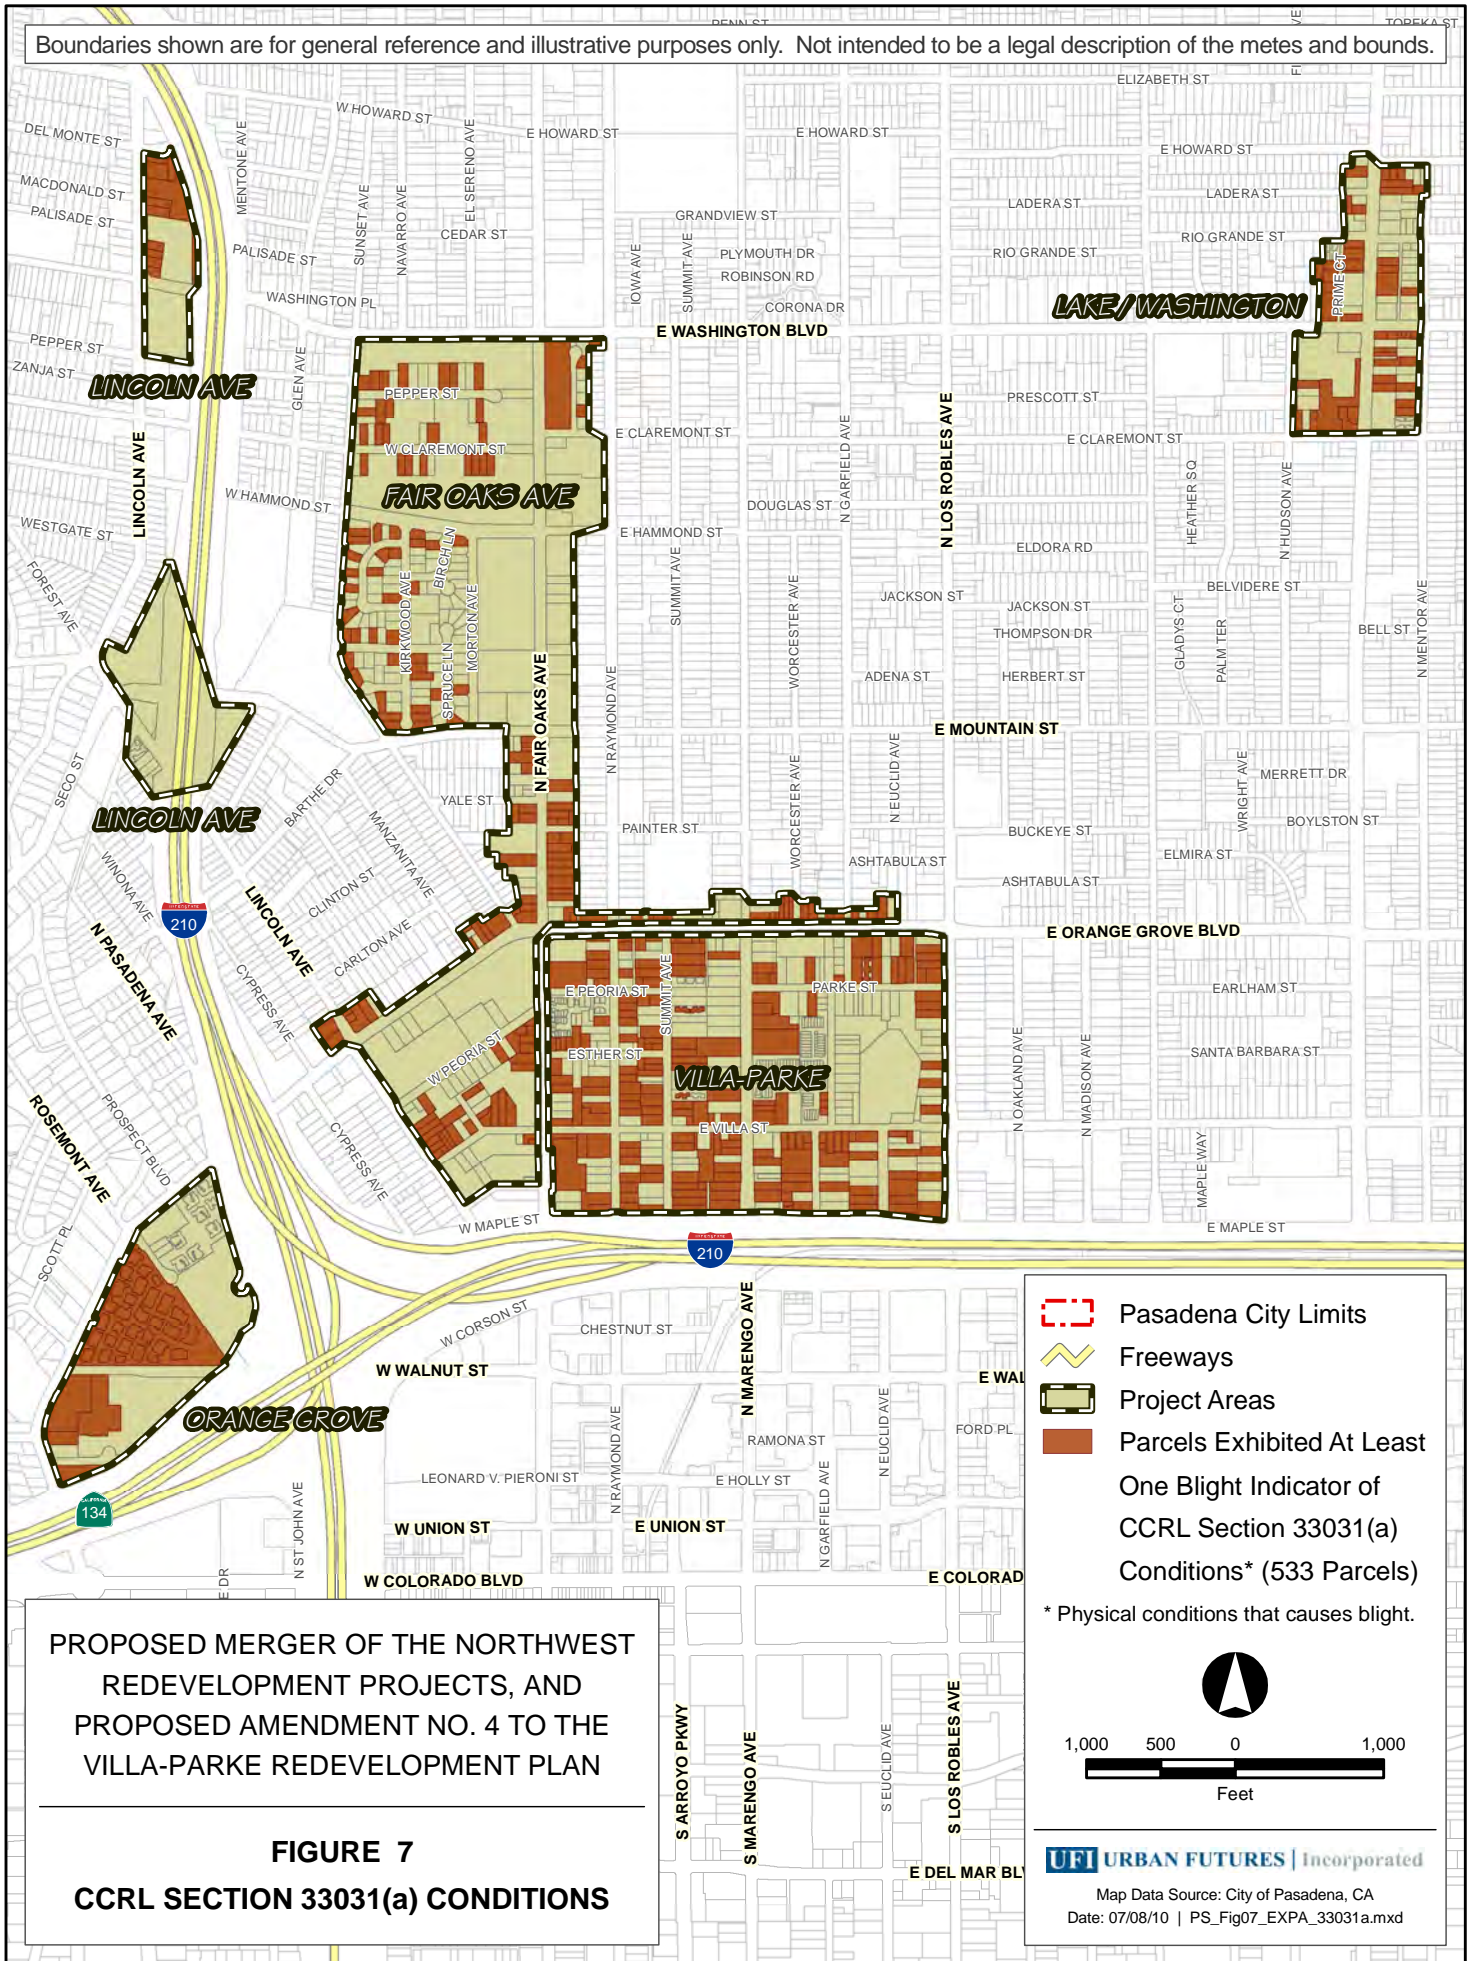 PENN ST
TOPEKA ST
Boundaries shown are for general reference and illustrative purposes only. Not intended to be a legal description of the metes and bounds.
ELIZABETH ST
W HOWARD ST
E HOWARD ST
E HOWARD ST
E HOWARD ST
DEL MONTE ST
MACDONALD ST
PALISADE ST
MENTONE AVE
SUNSET AVE
NAVARRO AVE
EL SERENO AVE
CEDAR ST
PALISADE ST
WASHINGTON PL
GRANDVIEW ST
IOWA AVE
SUMMIT AVE
PLYMOUTH DR
ROBINSON RD
CORONA DR
LADERA ST
LADERA ST
RIO GRANDE ST
RIO GRANDE ST
PRIME CT
LAKE/WASHINGTON
E WASHINGTON BLVD
PEPPER ST
ZANJA ST
LINCOLN AVE
GLEN AVE
PEPPER ST
PRESCOTT ST
LINCOLN AVE
W CLAREMONT ST
E CLAREMONT ST
E CLAREMONT ST
N GARFIELD AVE
N LOS ROBLES AVE
HEATHER SQ
N HUDSON AVE
FAIR OAKS AVE
W HAMMOND ST
DOUGLAS ST
WESTGATE ST
E HAMMOND ST
ELDORA RD
FOREST AVE
BIRCH LN
KIRKWOOD AVE
SPRUCE LN
MORTON AVE
SUMMIT AVE
WORCESTER AVE
JACKSON ST
JACKSON ST
BELVIDERE ST
THOMPSON DR
GLADYS CT
PALM TER
BELL ST
N MENTOR AVE
ADENA ST
HERBERT ST
N FAIR OAKS AVE
N RAYMOND AVE
E MOUNTAIN ST
SECO ST
LINCOLN AVE
BARTHE DR
YALE ST
MANZANITA AVE
PAINTER ST
WORCESTER AVE
N EUCLID AVE
WRIGHT AVE
MERRETT DR
BOYLSTON ST
BUCKEYE ST
ELMIRA ST
ASHTABULA ST
ASHTABULA ST
WINONA AVE
CLINTON ST
INTERSTATE
210
LINCOLN AVE
CARLTON AVE
N PASADENA AVE
CYPRESS AVE
E ORANGE GROVE BLVD
E PEORIA ST
SUMMIT AVE
PARKE ST
EARLHAM ST
W PEORIA ST
ESTHER ST
VILLA-PARKE
N OAKLAND AVE
N MADISON AVE
SANTA BARBARA ST
ROSEMONT AVE
PROSPECT BLVD
CYPRESS AVE
E VILLA ST
MAPLE WAY
SCOTT PL
W MAPLE ST
E MAPLE ST
INTERSTATE
210
W CORSON ST
CHESTNUT ST
N MARENGO AVE
W WALNUT ST
E WAL
ORANGE GROVE
N RAYMOND AVE
N EUCLID AVE
RAMONA ST
FORD PL
LEONARD V. PIERONI ST
E HOLLY ST
CALIFORNIA
134
N ST JOHN AVE
N GARFIELD AVE
W UNION ST
E UNION ST
E DR
W COLORADO BLVD
E COLORAD
S ARROYO PKWY
S MARENGO AVE
S EUCLID AVE
S LOS ROBLES AVE
E DEL MAR BLV
Pasadena City Limits
Freeways
Project Areas
Parcels Exhibited At Least
One Blight Indicator of
CCRL Section 33031(a)
Conditions* (533 Parcels)
* Physical conditions that causes blight.
1,000 500 0 1,000
Feet
UFI URBAN FUTURES | Incorporated
Map Data Source: City of Pasadena, CA
Date: 07/08/10 | PS_Fig07_EXPA_33031a.mxd
PROPOSED MERGER OF THE NORTHWEST
REDEVELOPMENT PROJECTS, AND
PROPOSED AMENDMENT NO. 4 TO THE
VILLA-PARKE REDEVELOPMENT PLAN
FIGURE 7
CCRL SECTION 33031(a) CONDITIONS